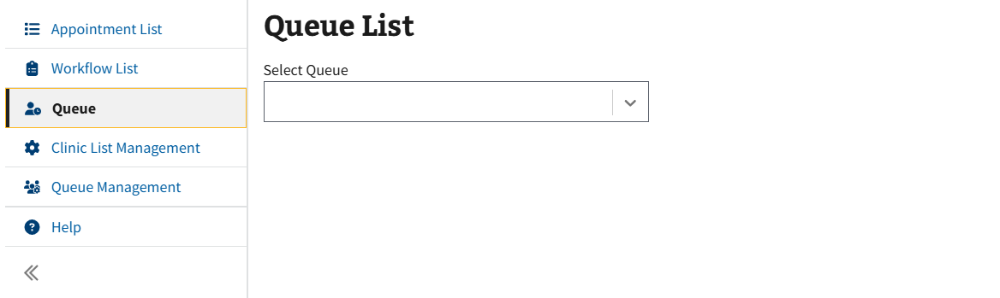 Appointment List
Workflow List
Queue
Clinic List Management
Queue Management
Help
Queue List
Select Queue